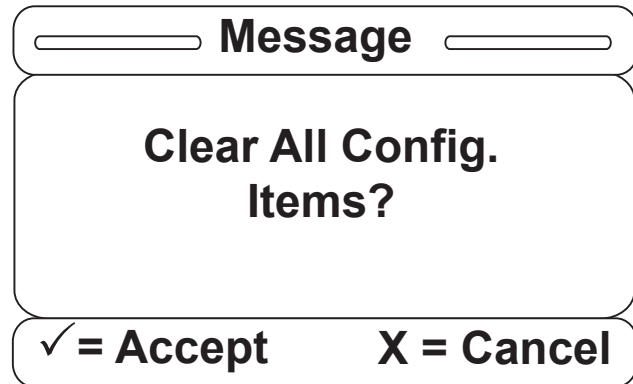 Message
Clear All Config.
Items?
✓= Accept X = Cancel